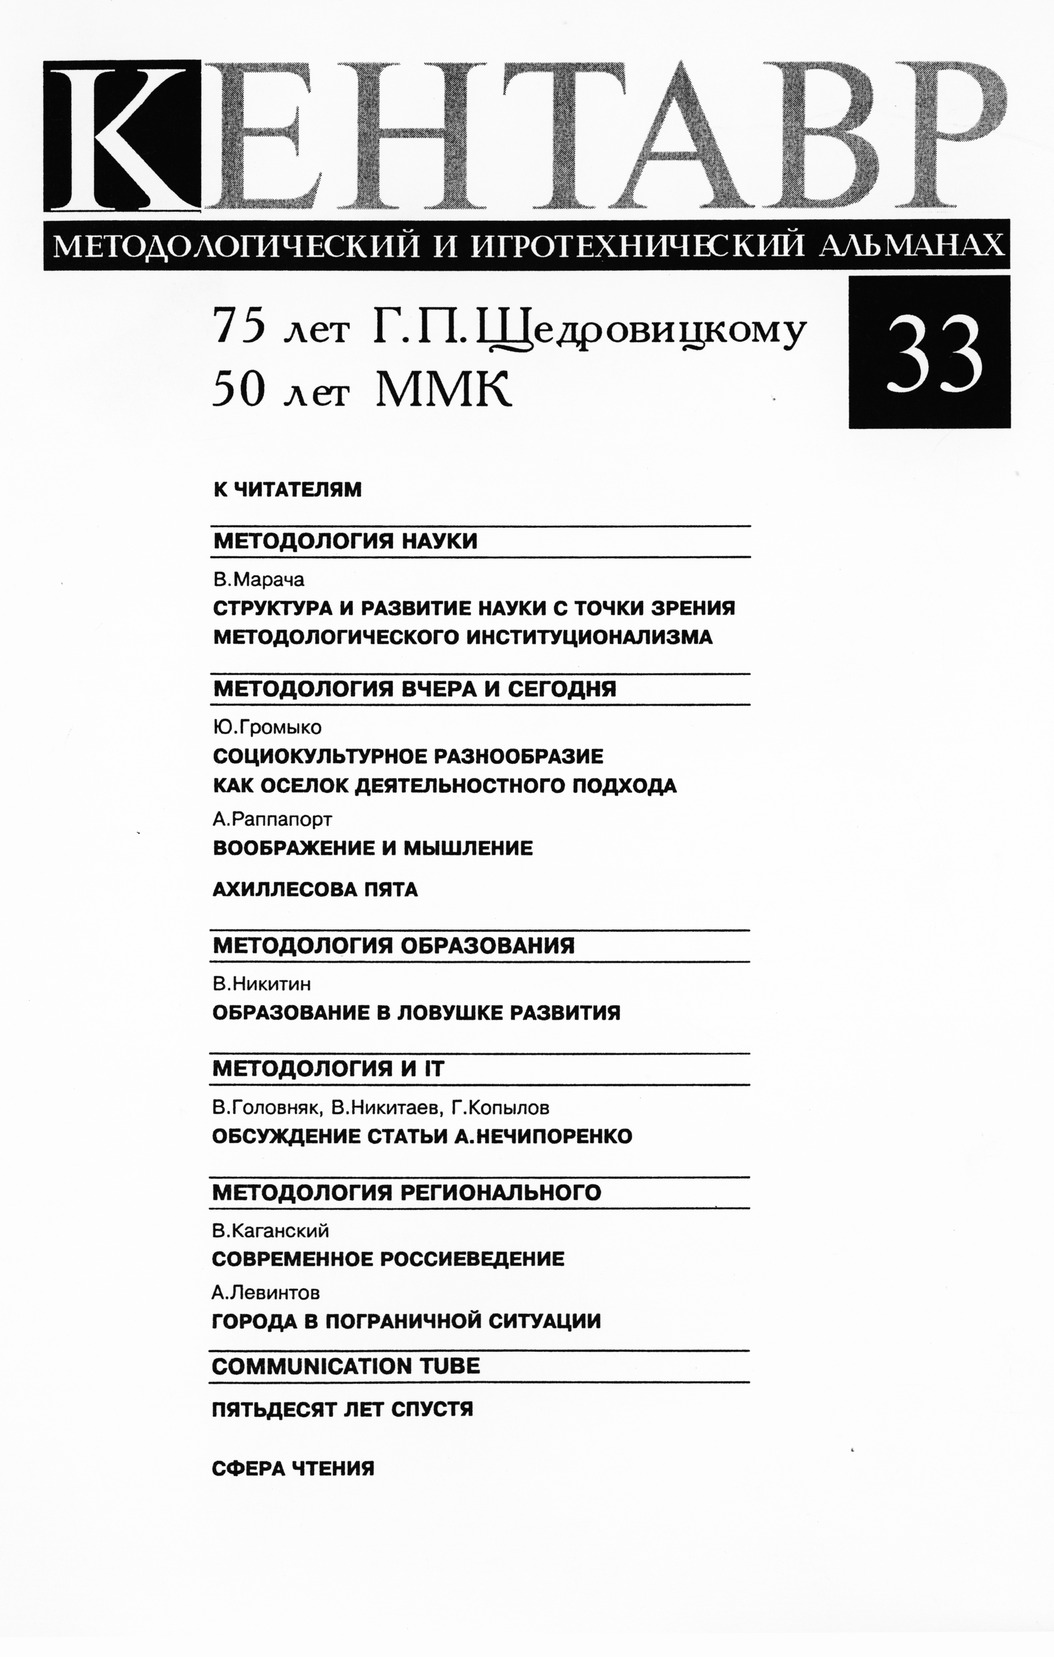 КЕНТАВР
МЕТОДОЛОГИЧЕСКИЙ И ИГРОТЕХНИЧЕСКИЙ АЛЬМАНАХ
75 лет Г.П.Щедровицкому
33
50 лет ММК
К ЧИТАТЕЛЯМ
МЕТОДОЛОГИЯ НАУКИ
В.Марача
СТРУКТУРА И РАЗВИТИЕ НАУКИ С ТОЧКИ ЗРЕНИЯ
МЕТОДОЛОГИЧЕСКОГО ИНСТИТУЦИОНАЛИЗМА
МЕТОДОЛОГИЯ ВЧЕРА И СЕГОДНЯ
Ю.Громыко
СОЦИОКУЛЬТУРНОЕ РАЗНООБРАЗИЕ
КАК ОСЕЛОК ДЕЯТЕЛЬНОСТНОГО ПОДХОДА
А.Раппапорт
ВООБРАЖЕНИЕ И МЫШЛЕНИЕ
АХИЛЛЕСОВА ПЯТА
МЕТОДОЛОГИЯ ОБРАЗОВАНИЯ
В.Никитин
ОБРАЗОВАНИЕ В ЛОВУШКЕ РАЗВИТИЯ
МЕТОДОЛОГИЯ И IT
В.Головняк, В.Никитаев, Г.Копылов
ОБСУЖДЕНИЕ СТАТЬИ А.НЕЧИПОРЕНКО
МЕТОДОЛОГИЯ РЕГИОНАЛЬНОГО
В.Каганский
СОВРЕМЕННОЕ РОССИЕВЕДЕНИЕ
А.Левинтов
ГОРОДА В ПОГРАНИЧНОЙ СИТУАЦИИ
COMMUNICATION TUBE
ПЯТЬДЕСЯТ ЛЕТ СПУСТЯ
СФЕРА ЧТЕНИЯ